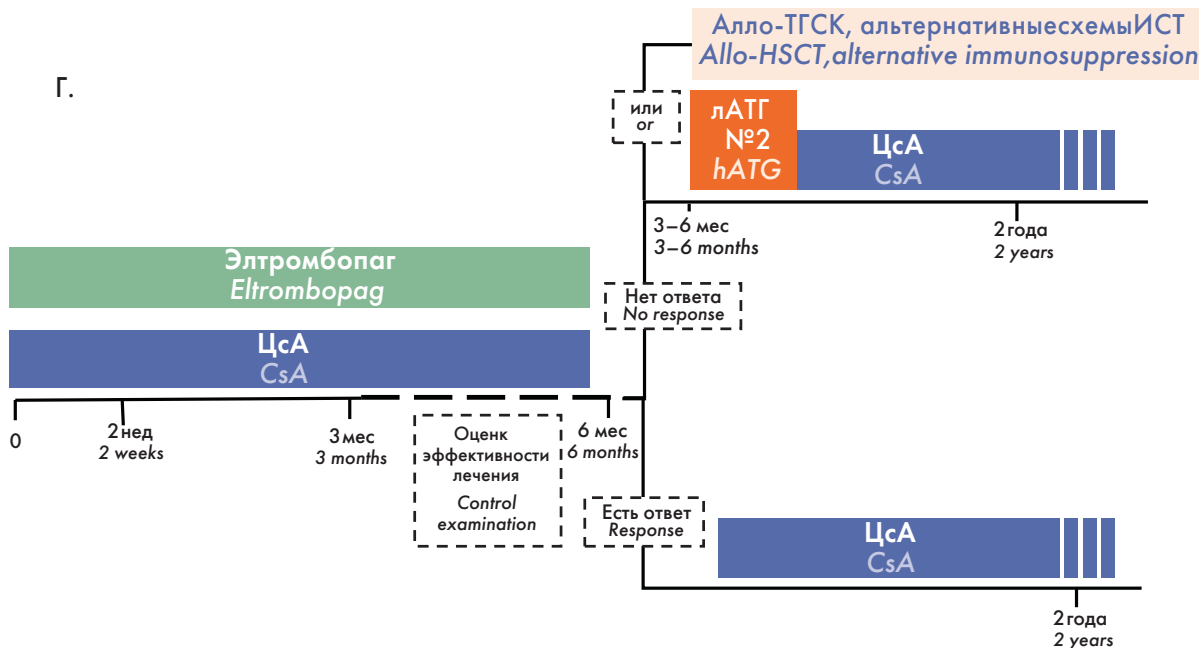 Г.
Алло-ТГСК, альтернативныесхемыИСТ
Allo-HSCT,alternative immunosuppression
или
or
лАТГ
№2
hATG
ЦсА
CsA
3–6 мес
3–6 months
2 года
2 years
Элтромбопаг
Eltrombopag
Нет ответа
No response
ЦсА
CsA
0
2 нед
2 weeks
3 мес
3 months
Оценк
эффективности
лечения
Control
examination
6 мес
6 months
Есть ответ
Response
ЦсА
CsA
2 года
2 years